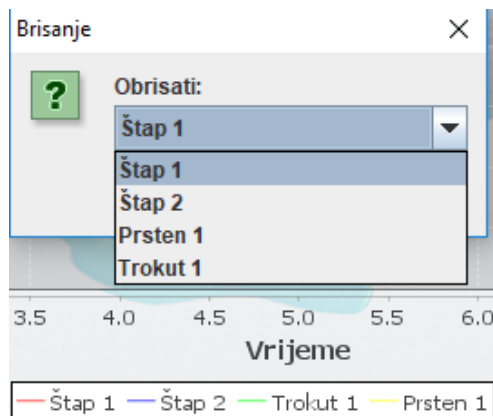 Brisanje
Obrisati:
Štap 1
Štap 1
Štap 2
Prsten 1
Trokut 1
3.5 4.0 4.5 5.0 5.5 6.0
Vrijeme
Štap 1 Štap 2 Trokut 1 Prsten 1